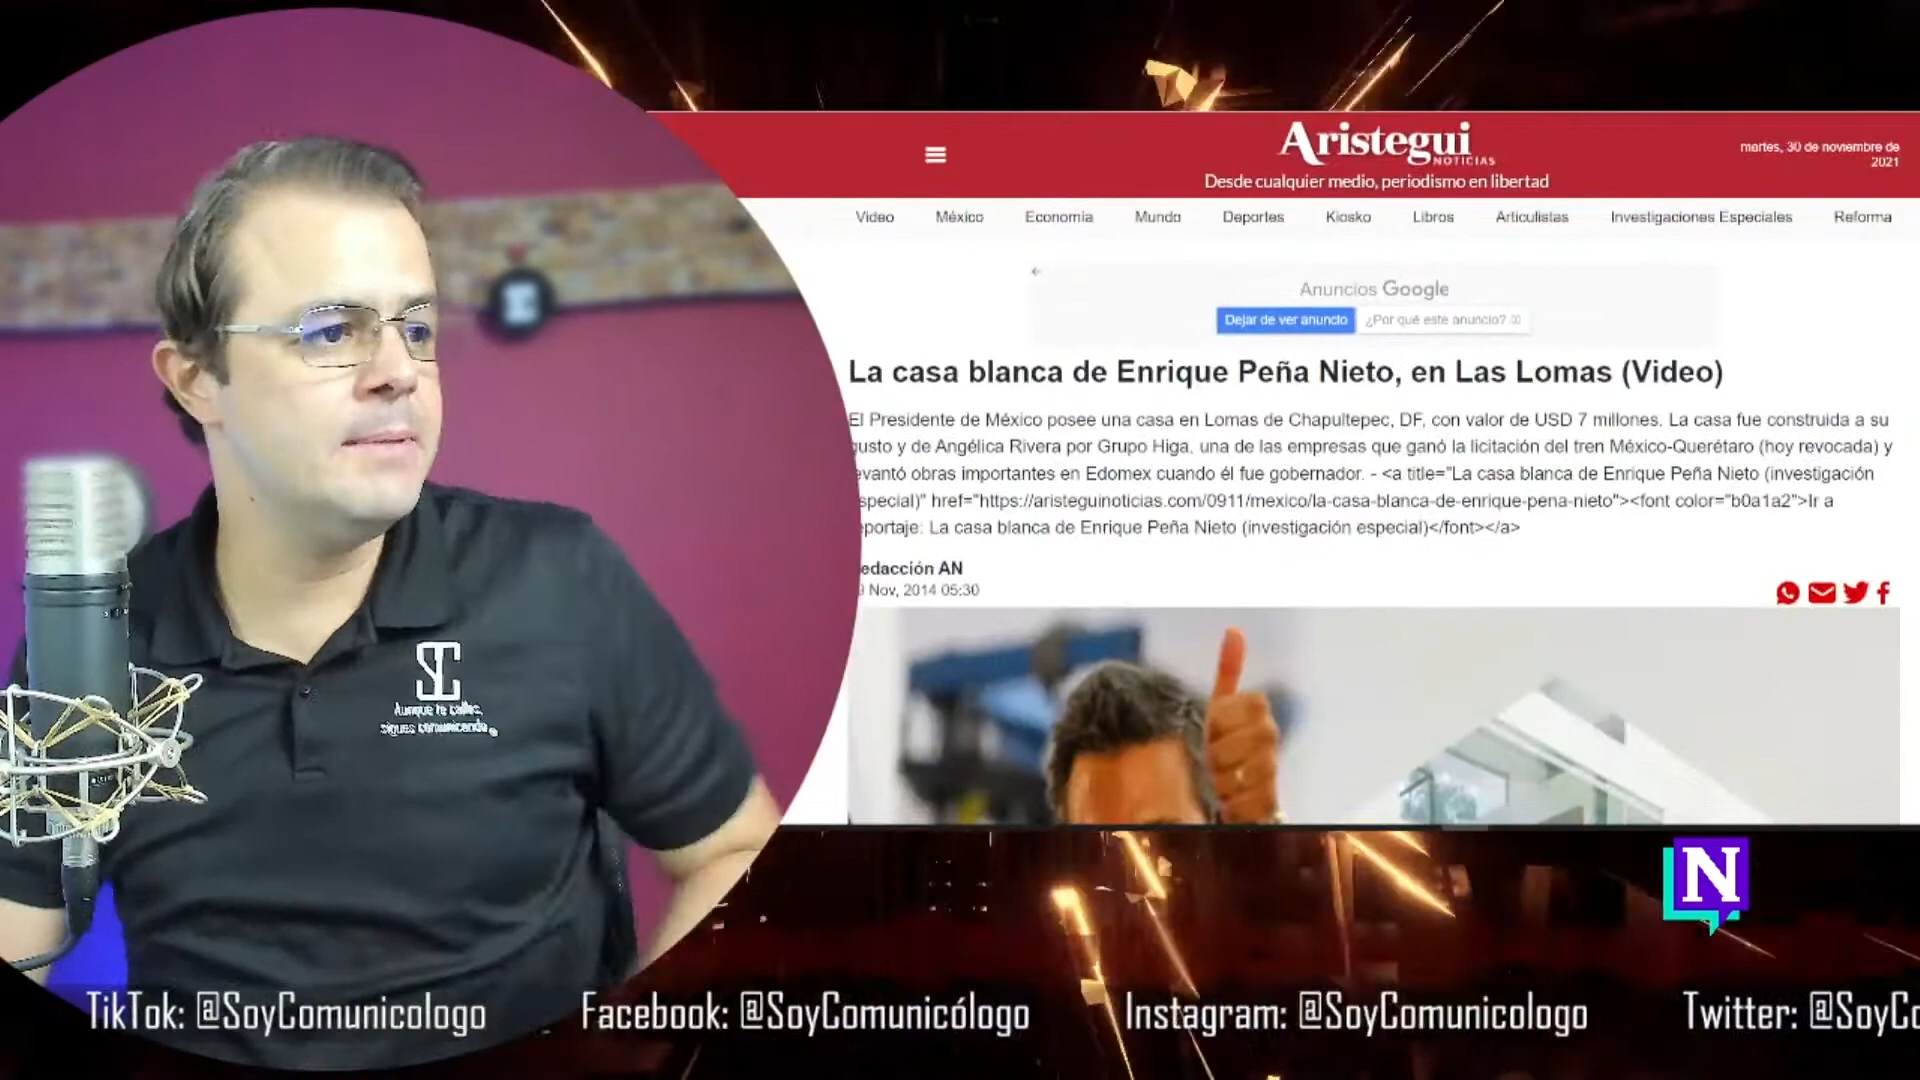 Aristegui
NOTICIAS
Desde cualquier medio, periodismo en libertad
martes, 30 de noviembre de
2021
Video México Economía Mundo Deportes Kiosko Libros Articulistas Investigaciones Especiales Reforma
Anuncios Google
Dejar de ver anuncio ¿Por qué este anuncio?
La casa blanca de Enrique Peña Nieto, en Las Lomas (Video)
El Presidente de México posee una casa en Lomas de Chapultepec, DF, con valor de USD 7 millones. La casa fue construida a su
usto y de Angélica Rivera por Grupo Higa, una de las empresas que ganó la licitación del tren México-Querétaro (hoy revocada) y
evantó obras importantes en Edomex cuando él fue gobernador. - <a title="La casa blanca de Enrique Peña Nieto (investigación
special)" href="https://aristeguinoticias.com/0911/mexico/la-casa-blanca-de-enrique-pena-nieto"><font color="b0a1a2">Ir a
eportaje: La casa blanca de Enrique Peña Nieto (investigación especial)</font></a>
edacción AN
9 Nov, 2014 05:30
SC
Aunque te calles,
sigues comunicando
N
TikTok: @SoyComunicologo Facebook: @SoyComunicólogo Instagram: @SoyComunicologo Twitter: @SoyCo